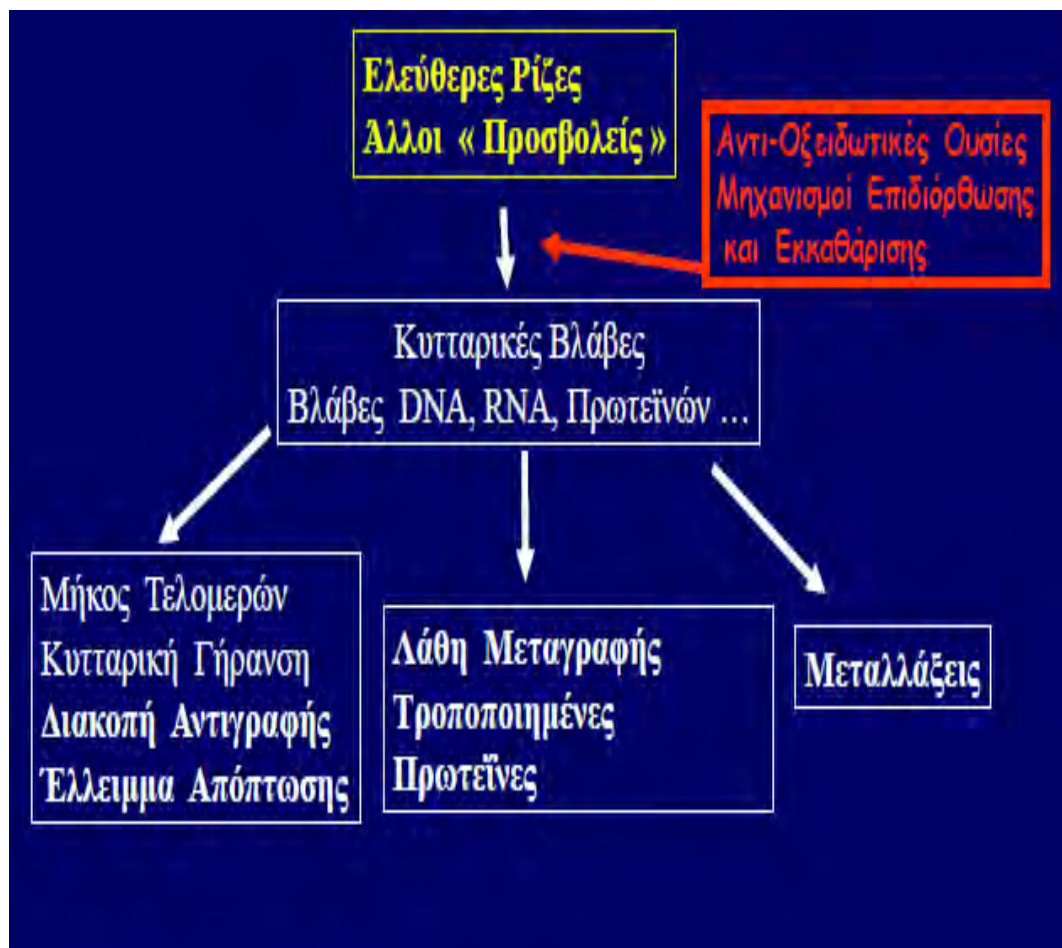 Ελεύθερες Ρίζες
Άλλοι « Προσβολείς »
Αντι-Οξειδωτικές Ουσίες
Μηχανισμοί Επιδιόρθωσης
και Εκκαθάρισης
Κυτταρικές Βλάβες
Βλάβες DNA, RNA, Πρωτεϊνών ...
Μήκος Τελομερών
Κυτταρική Γήρανση
Διακοπή Αντιγραφής
Έλλειμμα Απόπτωσης
Λάθη Μεταγραφής
Τροποποιημένες
Πρωτεΐνες
Μεταλλάξεις